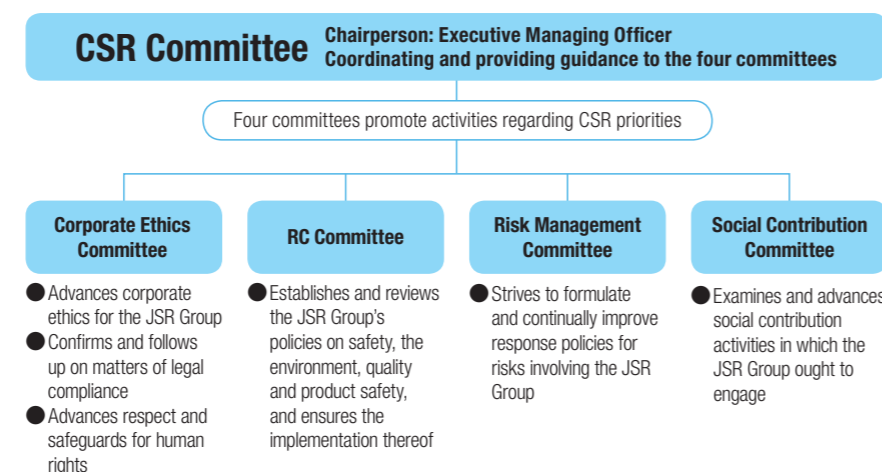 CSR Committee
Chairperson: Executive Managing Officer
Coordinating and providing guidance to the four committees
Four committees promote activities regarding CSR priorities
Corporate Ethics
Committee
●Advances corporate
ethics for the JSR Group
●Confirms and follows
up on matters of legal
compliance
●Advances respect and
safeguards for human
rights
RC Committee
●Establishes and reviews
the JSR Group's
policies on safety, the
environment, quality
and product safety,
and ensures the
implementation thereof
Risk Management
Committee
●Strives to formulate
and continually improve
response policies for
risks involving the JSR
Group
Social Contribution
Committee
●Examines and advances
social contribution
activities in which the
JSR Group ought to
engage